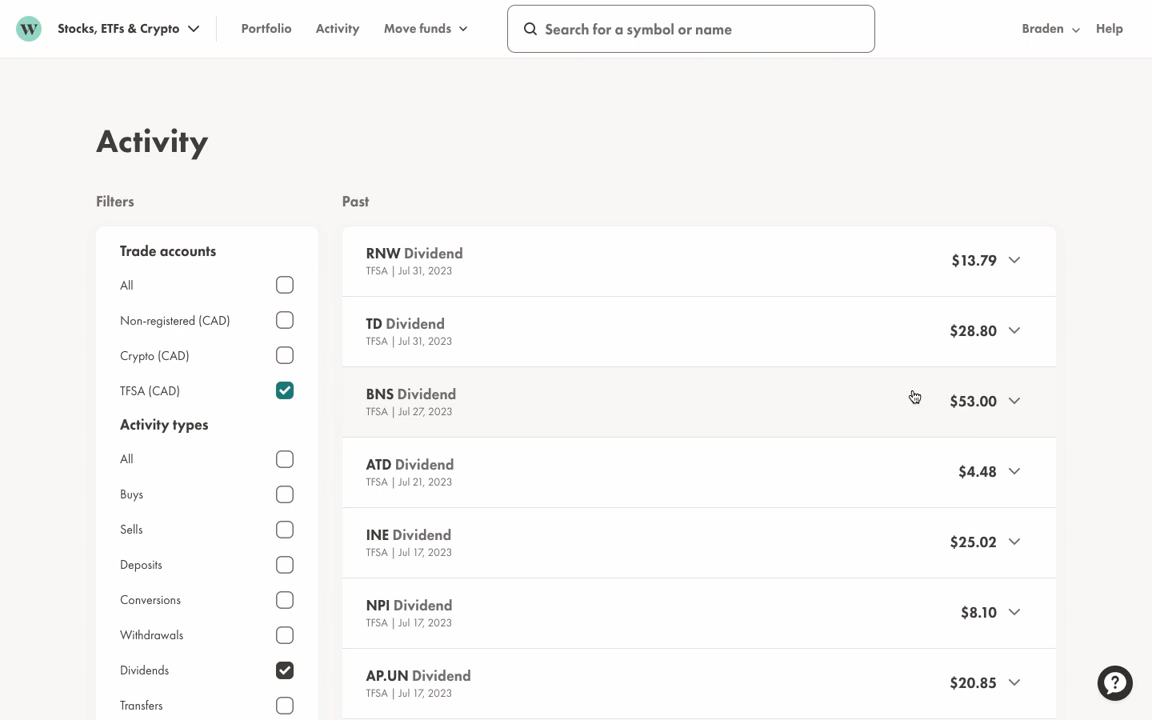 W Stocks, ETFs & Crypto Portfolio Activity Move funds Search for a symbol or name Braden Help
Activity
Filters
Trade accounts
All
Non-registered (CAD)
Crypto (CAD)
TFSA (CAD)
Activity types
All
Buys
Sells
Deposits
Conversions
Withdrawals
Dividends
Transfers
Past
RNW Dividend $13.79
TFSA | Jul 31, 2023
TD Dividend $28.80
TFSA | Jul 31, 2023
BNS Dividend $53.00
TFSA | Jul 27, 2023
ATD Dividend $4.48
TFSA | Jul 21, 2023
INE Dividend $25.02
TFSA | Jul 17, 2023
NPI Dividend $8.10
TFSA | Jul 17, 2023
AP.UN Dividend $20.85
TFSA | Jul 17, 2023
?